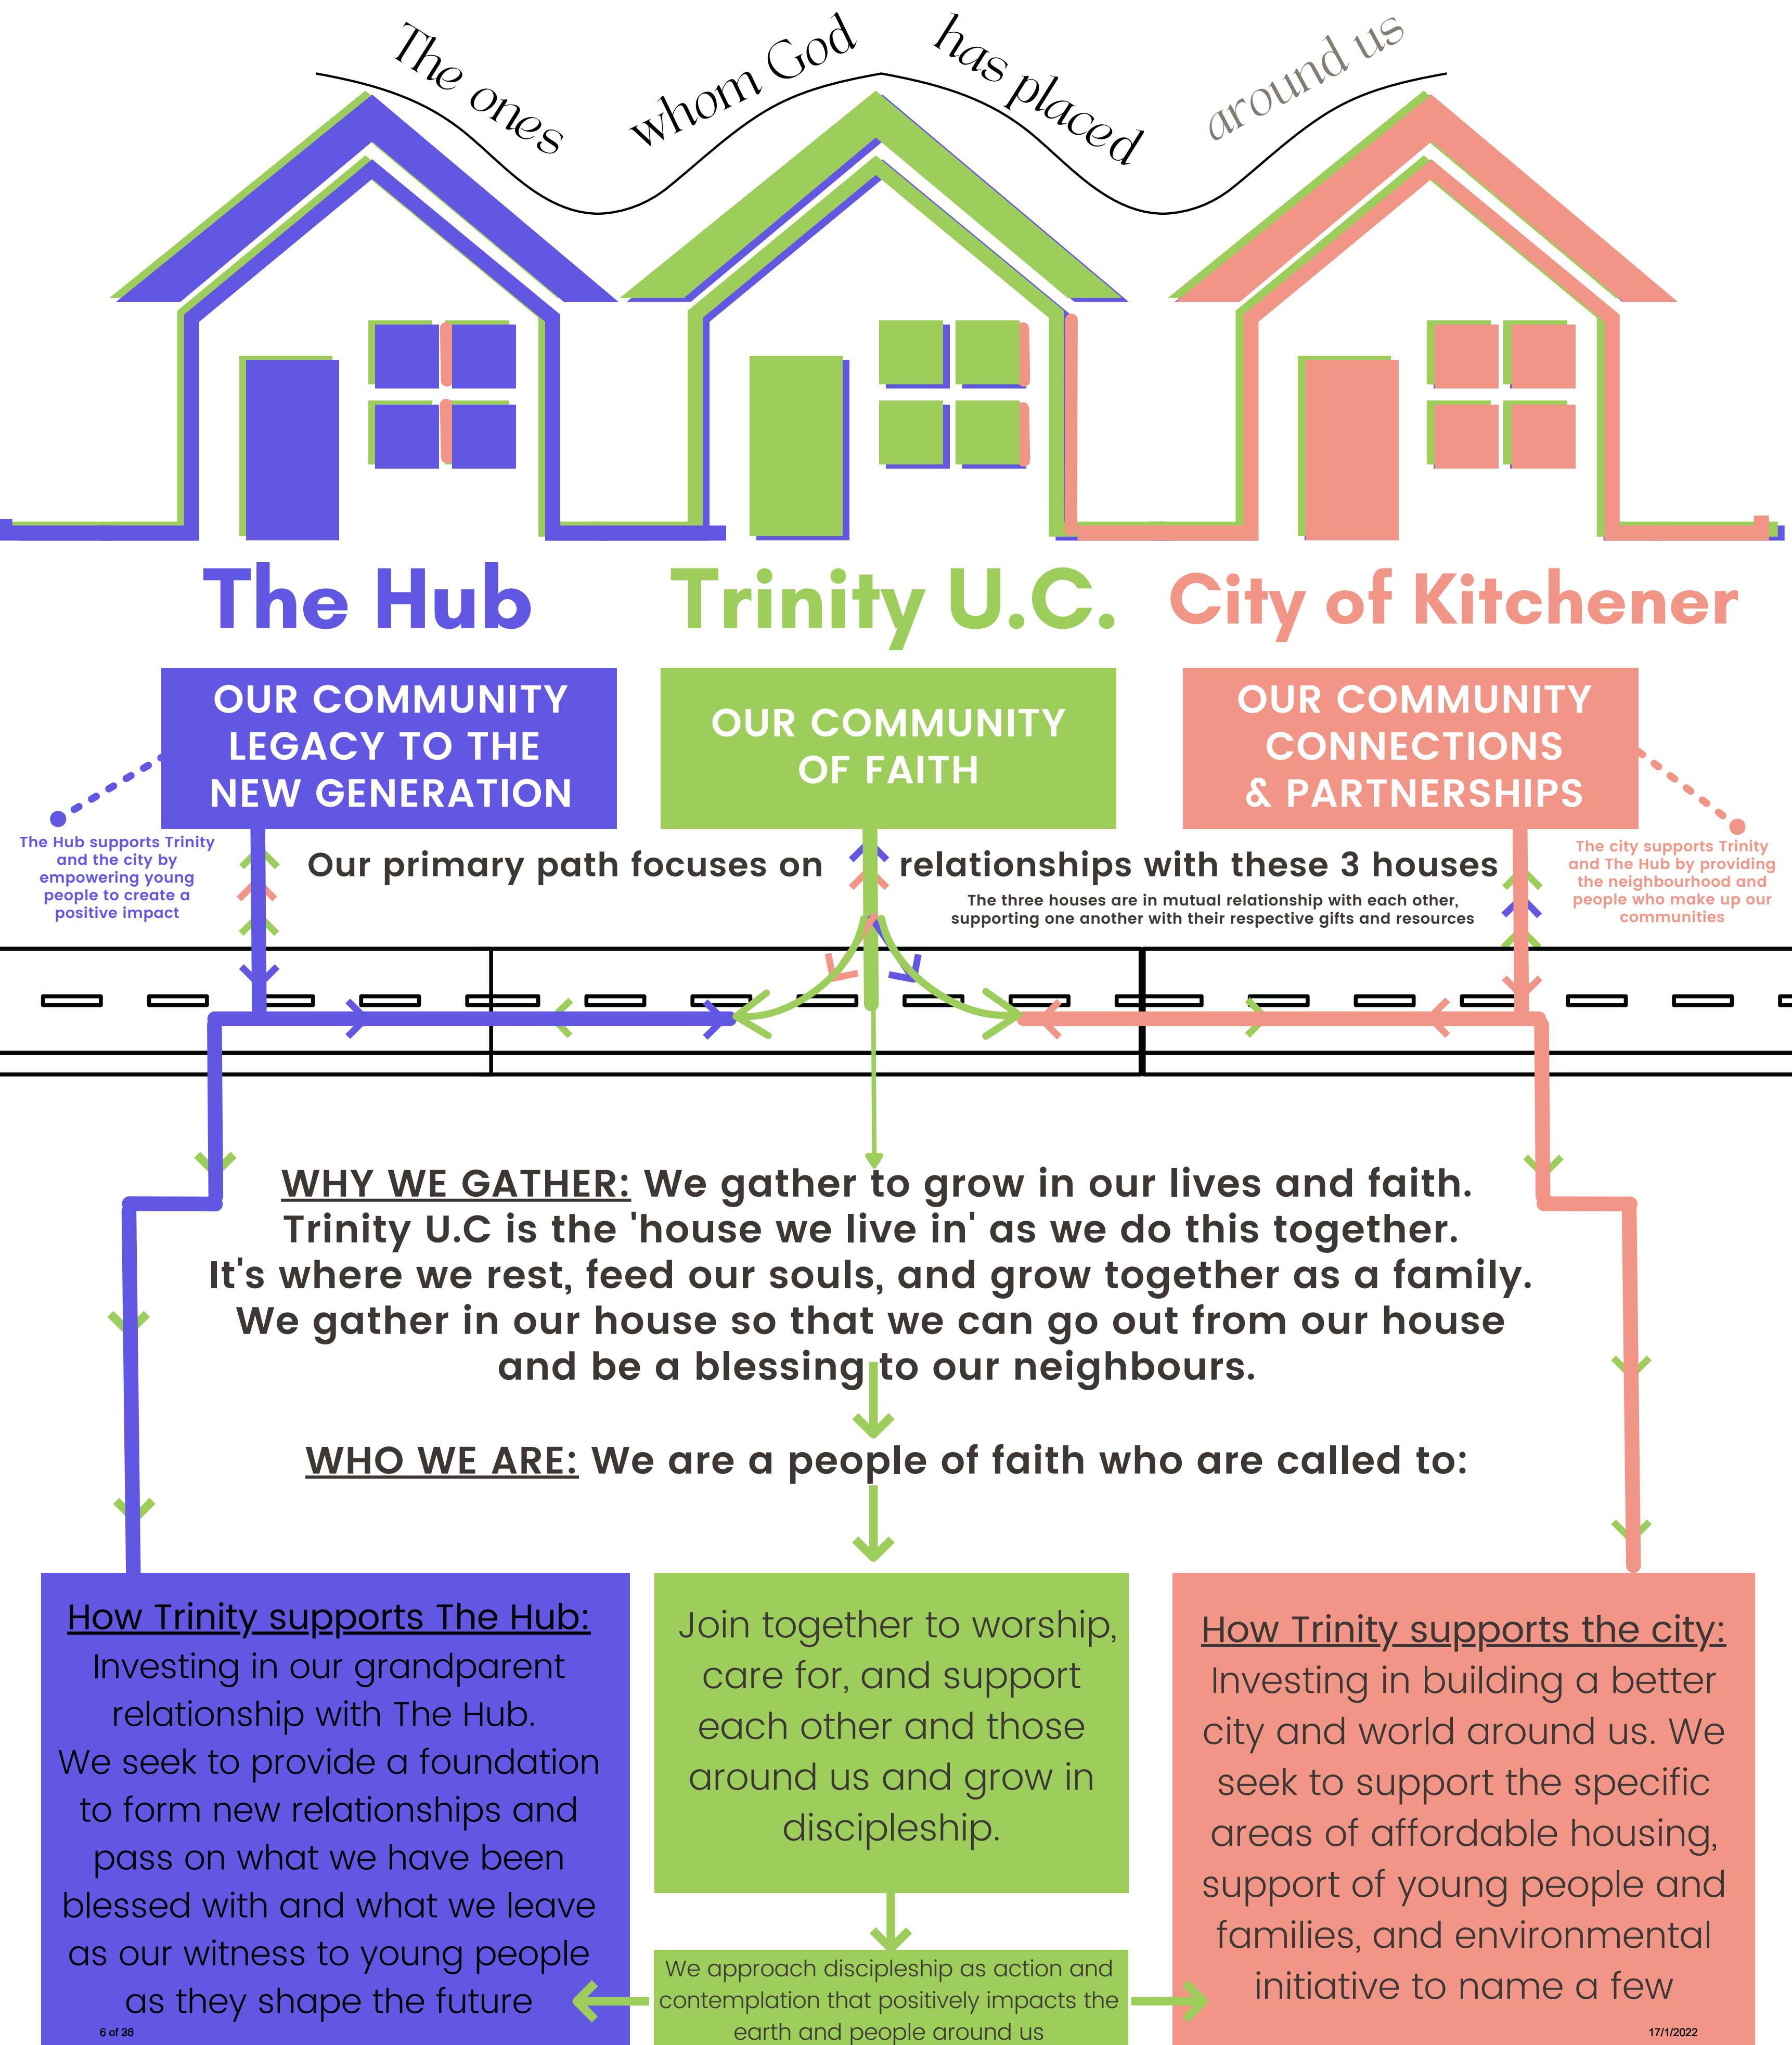 The ones whom God has placed around us
The Hub
Trinity U.C.
City of Kitchener
OUR COMMUNITY
LEGACY TO THE
NEW GENERATION
OUR COMMUNITY
OF FAITH
OUR COMMUNITY
CONNECTIONS
& PARTNERSHIPS
The Hub supports Trinity
and the city by
empowering young
people to create a
positive impact
Our primary path focuses on relationships with these 3 houses
The three houses are in mutual relationship with each other,
supporting one another with their respective gifts and resources
The city supports Trinity
and The Hub by providing
the neighbourhood and
people who make up our
communities
WHY WE GATHER: We gather to grow in our lives and faith.
Trinity U.C is the 'house we live in' as we do this together.
It's where we rest, feed our souls, and grow together as a family.
We gather in our house so that we can go out from our house
and be a blessing to our neighbours.
WHO WE ARE: We are a people of faith who are called to:
How Trinity supports The Hub:
Investing in our grandparent
relationship with The Hub.
We seek to provide a foundation
to form new relationships and
pass on what we have been
blessed with and what we leave
as our witness to young people
as they shape the future
Join together to worship,
care for, and support
each other and those
around us and grow in
discipleship.
We approach discipleship as action and
contemplation that positively impacts the
earth and people around us
How Trinity supports the city:
Investing in building a better
city and world around us. We
seek to support the specific
areas of affordable housing,
support of young people and
families, and environmental
initiative to name a few
6 of
17/1/2022